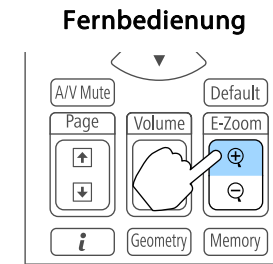 Fernbedienung
A/V Mute Default
Page Volume E-Zoom
i Geometry Memory